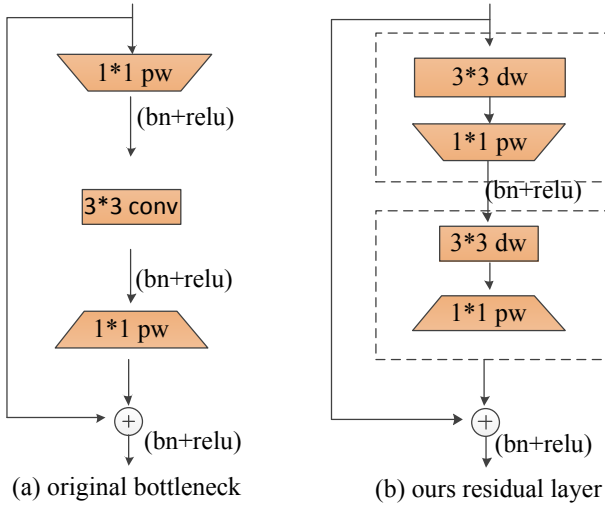 1*1 pw
(bn+relu)
3*3 conv
(bn+relu)
1*1 pw
+
(bn+relu)
(a) original bottleneck
3*3 dw
1*1 pw
(bn+relu)
3*3 dw
1*1 pw
+
(bn+relu)
(b) ours residual layer